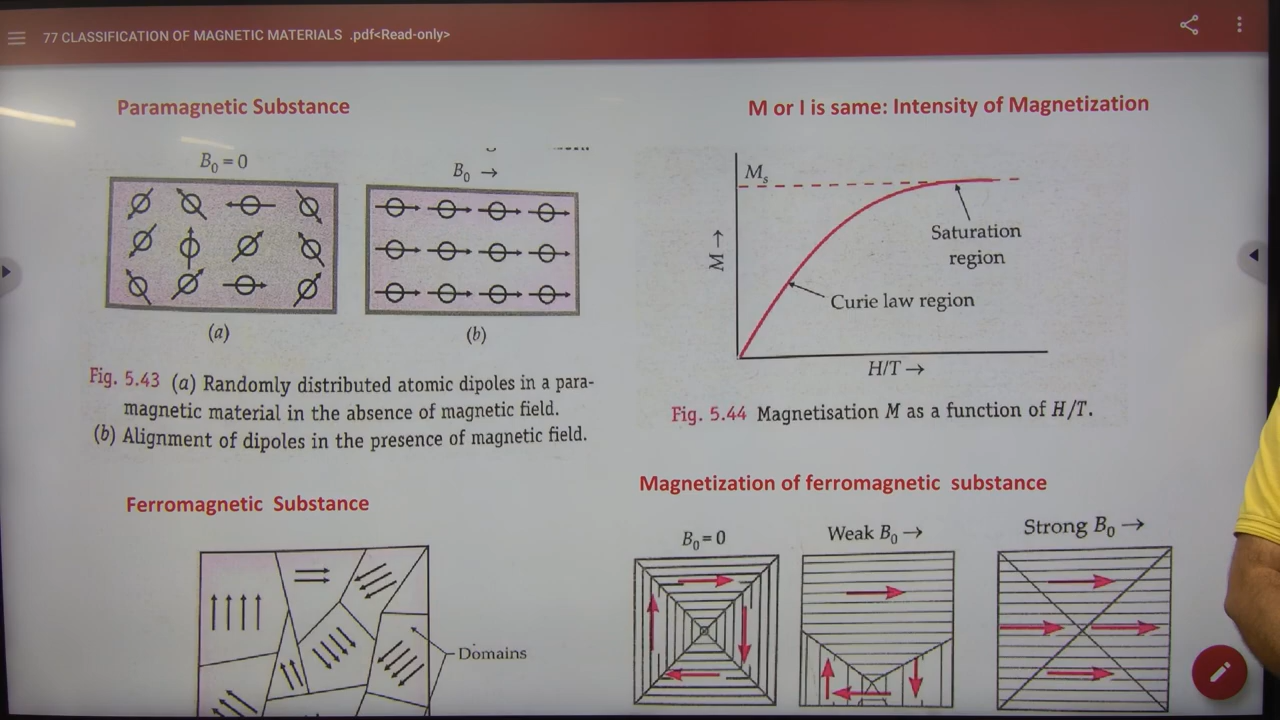 77 CLASSIFICATION OF MAGNETIC MATERIALS .pdf<Read-only>
Paramagnetic Substance
B₀ = 0
B₀ →
(a)
(b)
Fig. 5.43 (a) Randomly distributed atomic dipoles in a para-
magnetic material in the absence of magnetic field.
(b) Alignment of dipoles in the presence of magnetic field.
M or I is same: Intensity of Magnetization
Mₛ
M →
Saturation
region
Curie law region
H/T →
Fig. 5.44 Magnetisation M as a function of H/T.
Ferromagnetic Substance
Domains
Magnetization of ferromagnetic substance
B₀ = 0
Weak B₀ →
Strong B₀ →